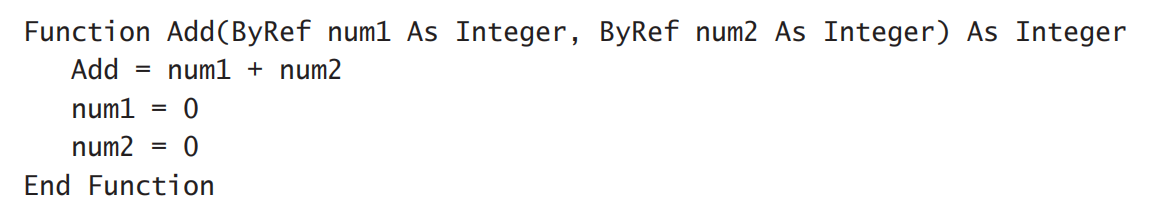 Function Add(ByRef num1 As Integer, ByRef num2 As Integer) As Integer
   Add = num1 + num2
   num1 = 0
   num2 = 0
End Function